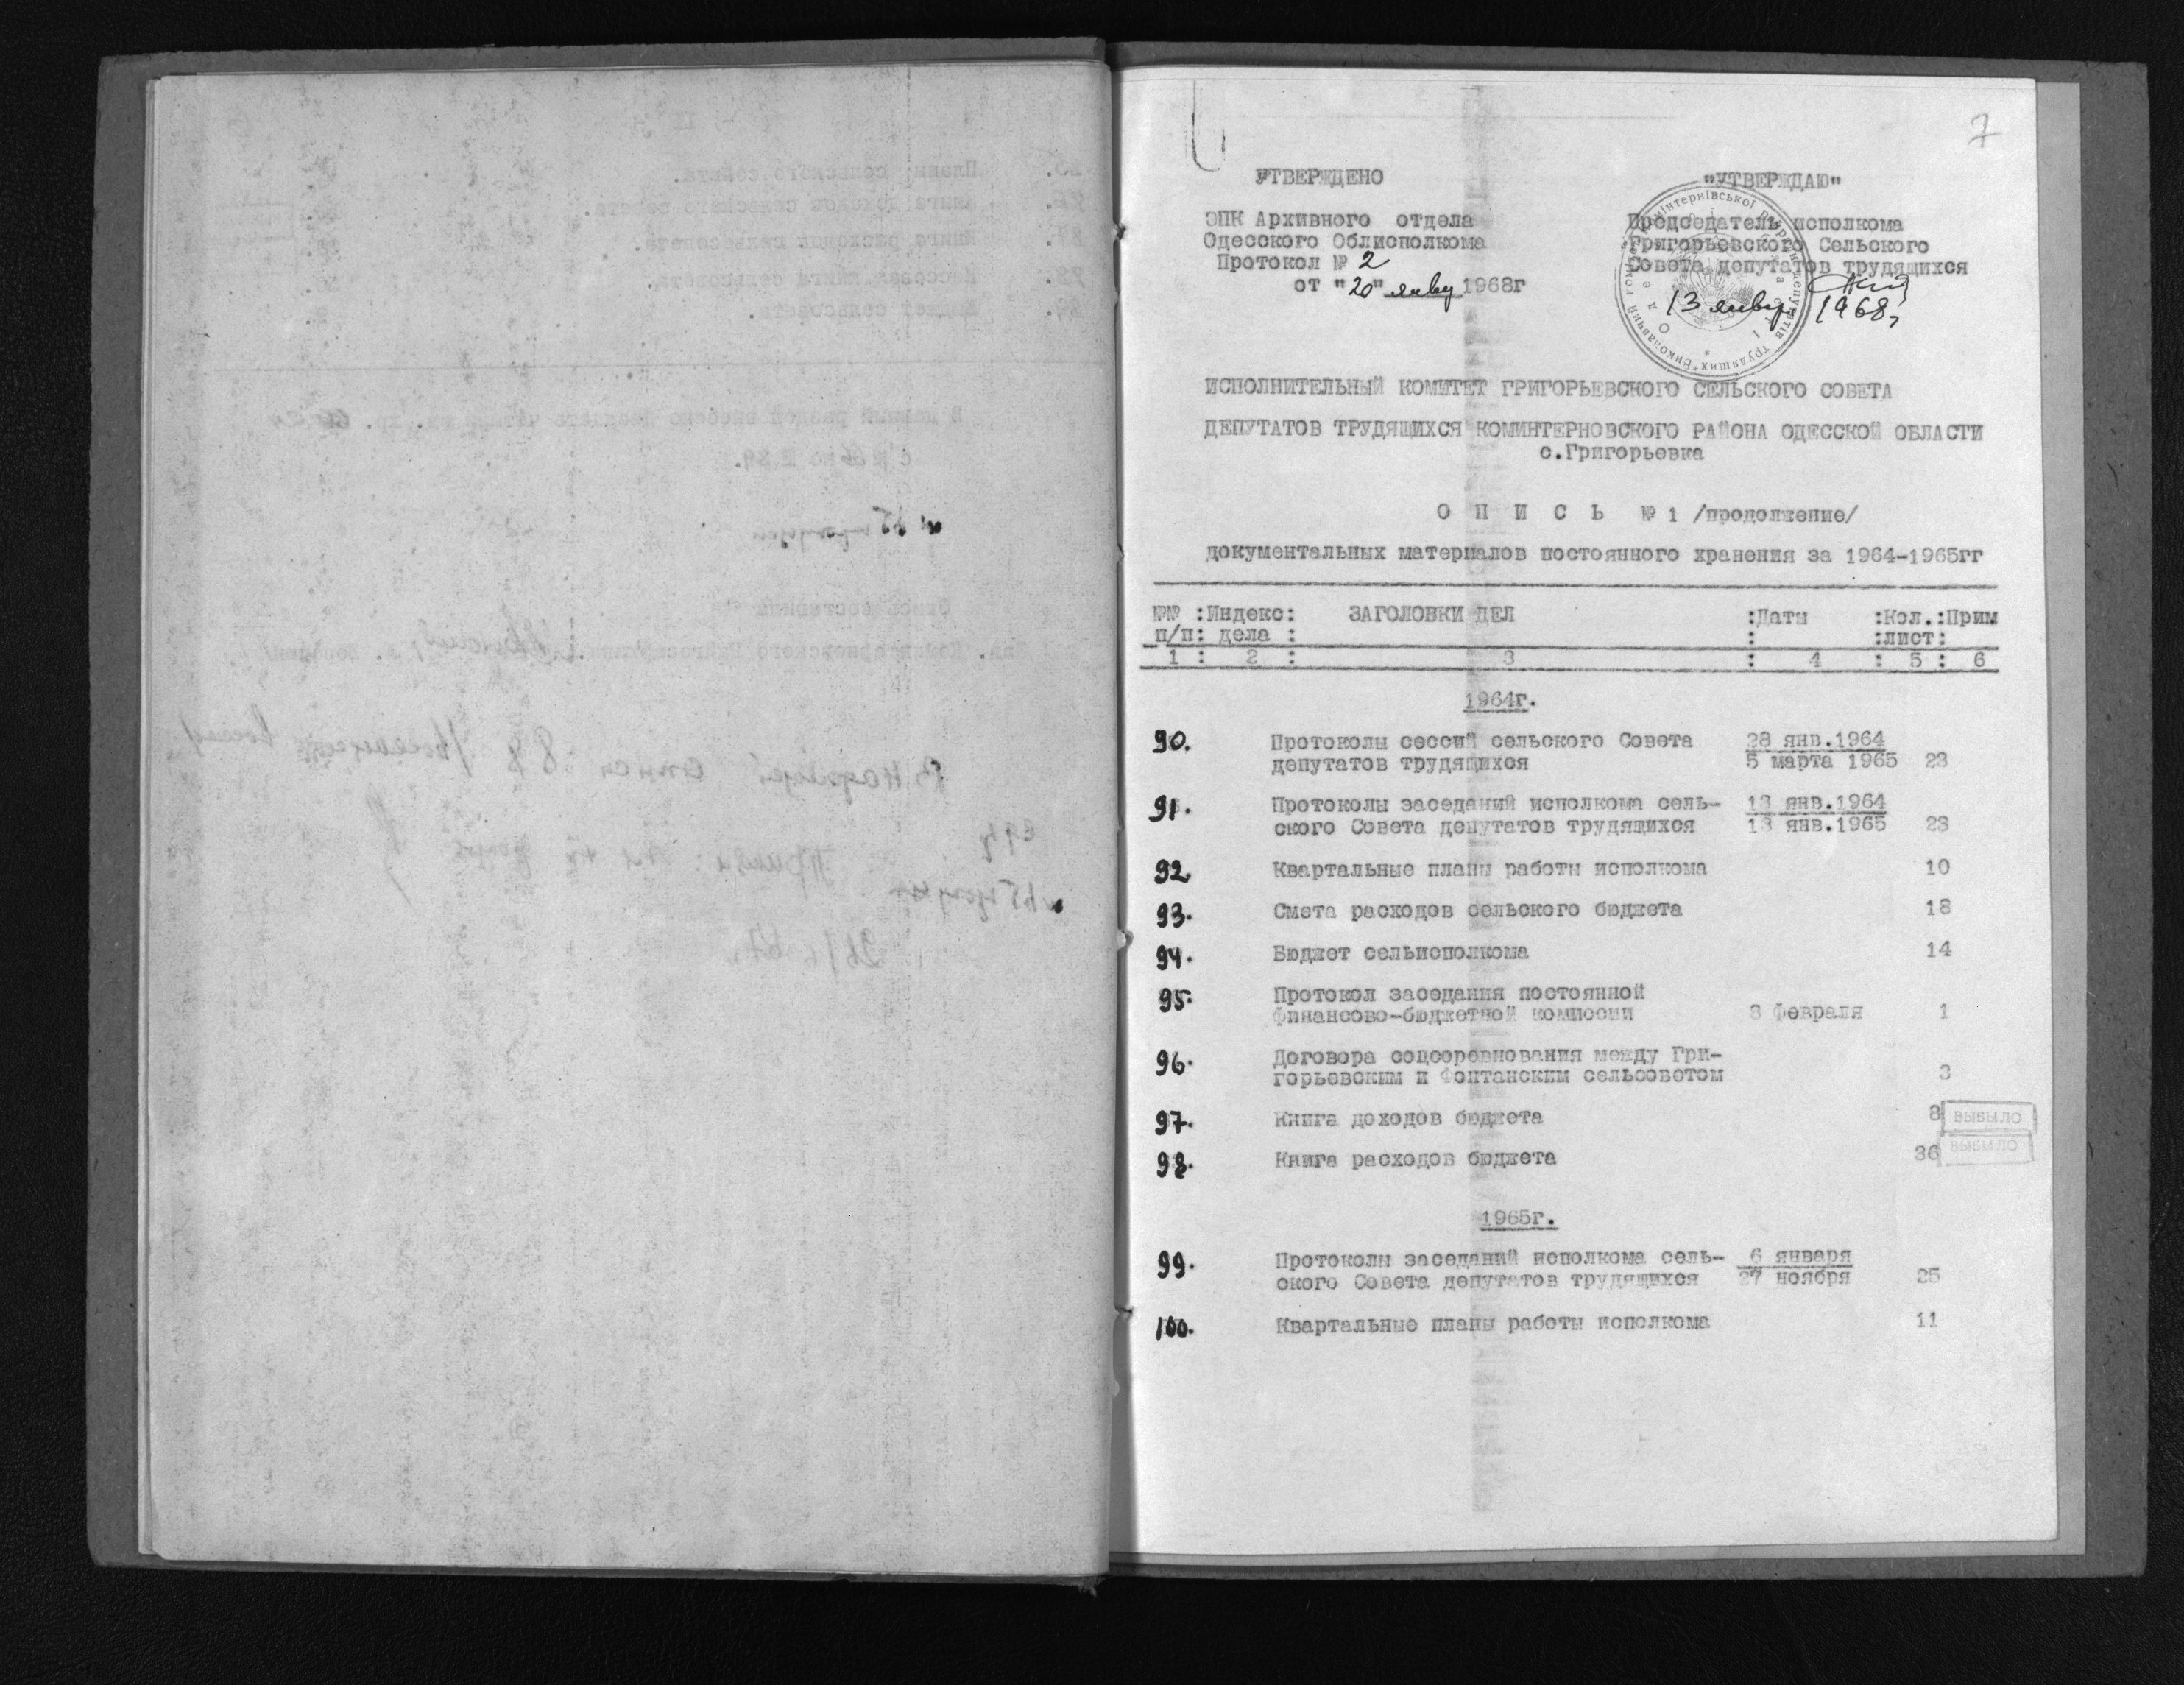 7
УТВЕРЖДЕНО
ЭПК Архивного отдела
Одесского Облисполкома
Протокол № 2
от "20" янву 1968г
"УТВЕРЖДАЮ"
Председатель исполкома
Григорьевского Сельского
Совета депутатов трудящихся
13 январ 1968г
ИСПОЛНИТЕЛЬНЫЙ КОМИТЕТ ГРИГОРЬЕВСКОГО СЕЛЬСКОГО СОВЕТА
ДЕПУТАТОВ ТРУДЯЩИХСЯ КОМИНТЕРНОВСКОГО РАЙОНА ОДЕССКОЙ ОБЛАСТИ
с.Григорьевка
О П И С Ь № 1 /продолжение/
документальных материалов постоянного хранения за 1964-1965гг
№№ :Индекс: ЗАГОЛОВКИ ДЕЛ :Даты :Кол.:Прим
п/п: дела : : :лист:
1 : 2 : 3 : 4 : 5 : 6
1964г.
90. Протоколы сессий сельского Совета 28 янв.1964
депутатов трудящихся 5 марта 1965 23
91. Протоколы заседаний исполкома сель- 13 янв.1964
ского Совета депутатов трудящихся 13 янв.1965 23
92. Квартальные планы работы исполкома 10
93. Смета расходов сельского бюджета 18
94. Бюджет сельисполкома 14
95. Протокол заседания постоянной
финансово-бюджетной комиссии 8 февраля 1
96. Договора соцсоревнования между Гри-
горьевским и Фонтанским сельсоветом 3
97. Книга доходов бюджета 8 ВЫБЫЛО
98. Книга расходов бюджета 36 ВЫБЫЛО
1965г.
99. Протоколы заседаний исполкома сель- 6 января
ского Совета депутатов трудящихся 27 ноября 25
100. Квартальные планы работы исполкома 11